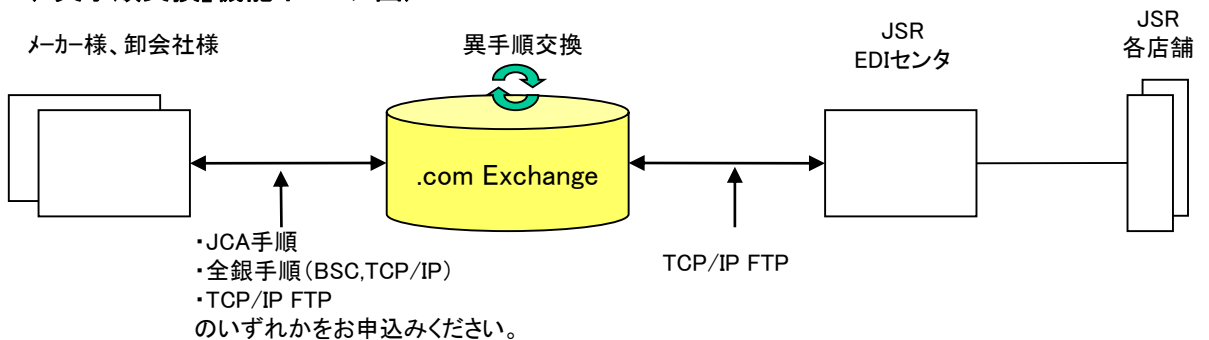 メーカー様、卸会社様
異手順交換
JSR
EDIセンタ
JSR
各店舗
.com Exchange
・JCA手順
・全銀手順(BSC,TCP/IP)
・TCP/IP FTP
のいずれかをお申込みください。
TCP/IP FTP